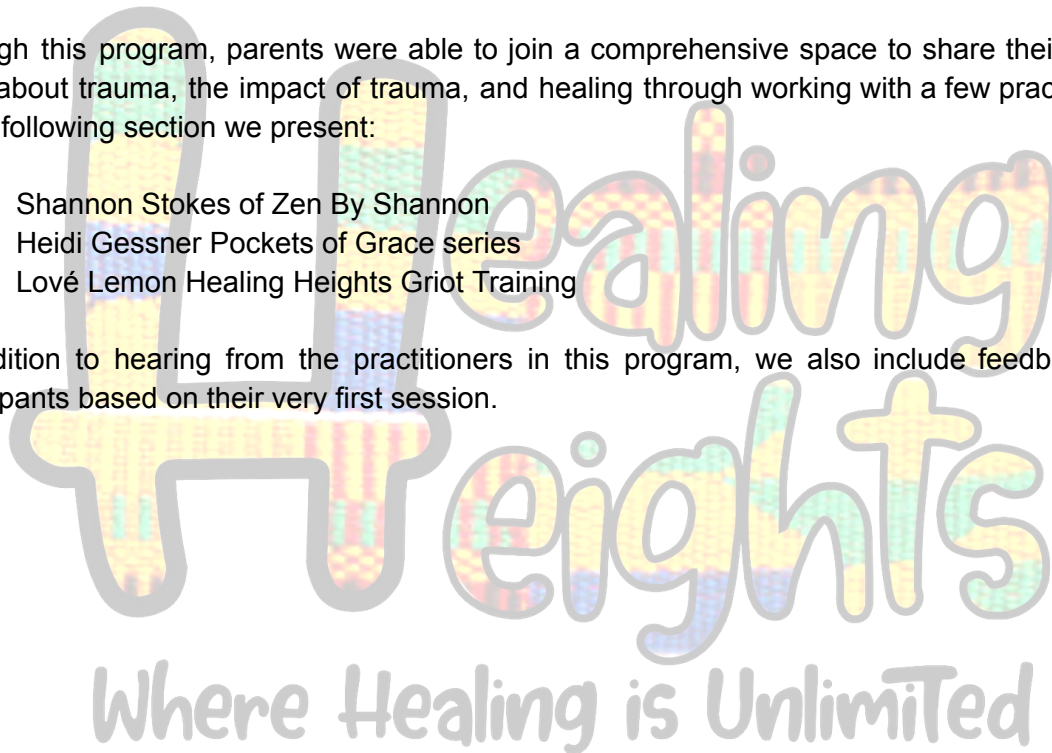 gh this program, parents were able to join a comprehensive space to share thei
about trauma, the impact of trauma, and healing through working with a few prac
following section we present:
Shannon Stokes of Zen By Shannon
Heidi Gessner Pockets of Grace series
Lové Lemon Healing Heights Griot Training
dition to hearing from the practitioners in this program, we also include feedb
pants based on their very first session.
Healing
Heights
Where Healing is Unlimited